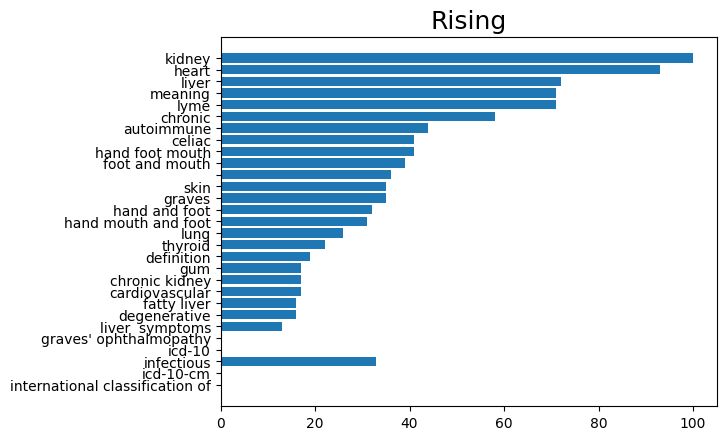 Rising
kidney
heart
liver
meaning
lyme
chronic
autoimmune
celiac
hand foot mouth
foot and mouth
skin
graves
hand and foot
hand mouth and foot
lung
thyroid
definition
gum
chronic kidney
cardiovascular
fatty liver
degenerative
liver  symptoms
graves' ophthalmopathy
icd-10
infectious
icd-10-cm
international classification of
0 20 40 60 80 100